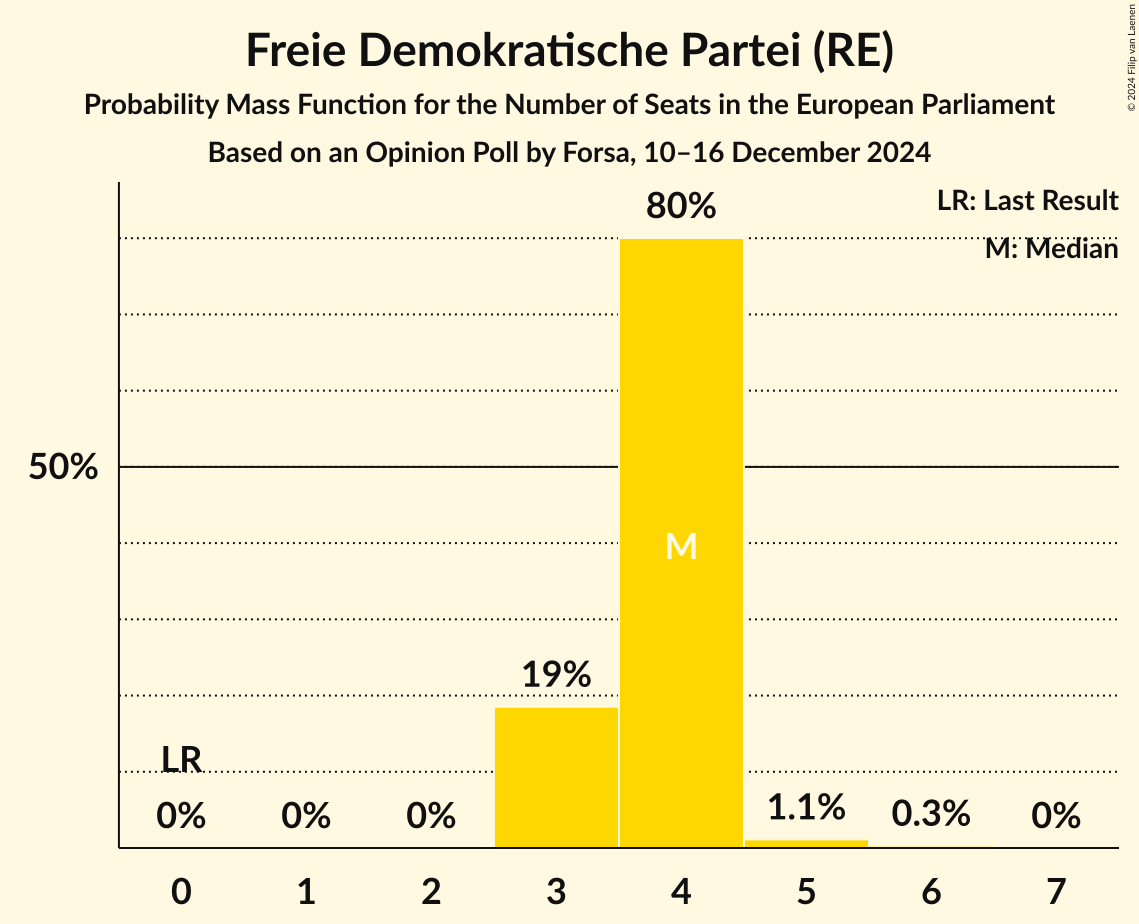 Freie Demokratische Partei (RE)
Probability Mass Function for the Number of Seats in the European Parliament
Based on an Opinion Poll by Forsa, 10–16 December 2024
© 2024 Filip van Laenen
LR: Last Result
M: Median
80%
50%
M
19%
LR
0%
0%
0%
1.1%
0.3%
0%
0 1 2 3 4 5 6 7